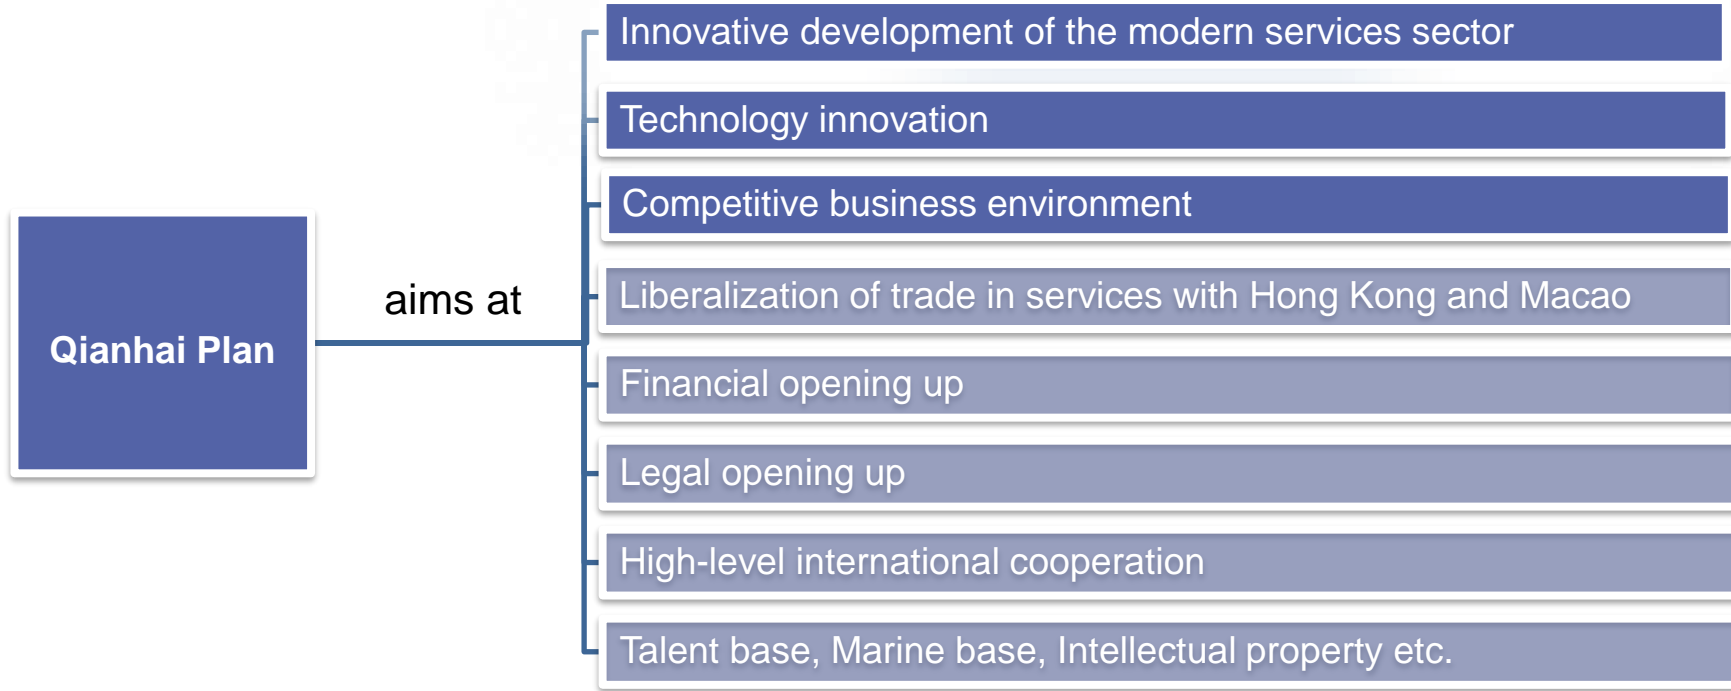 Qianhai Plan
aims at
Innovative development of the modern services sector
Technology innovation
Competitive business environment
Liberalization of trade in services with Hong Kong and Macao
Financial opening up
Legal opening up
High-level international cooperation
Talent base, Marine base, Intellectual property etc.